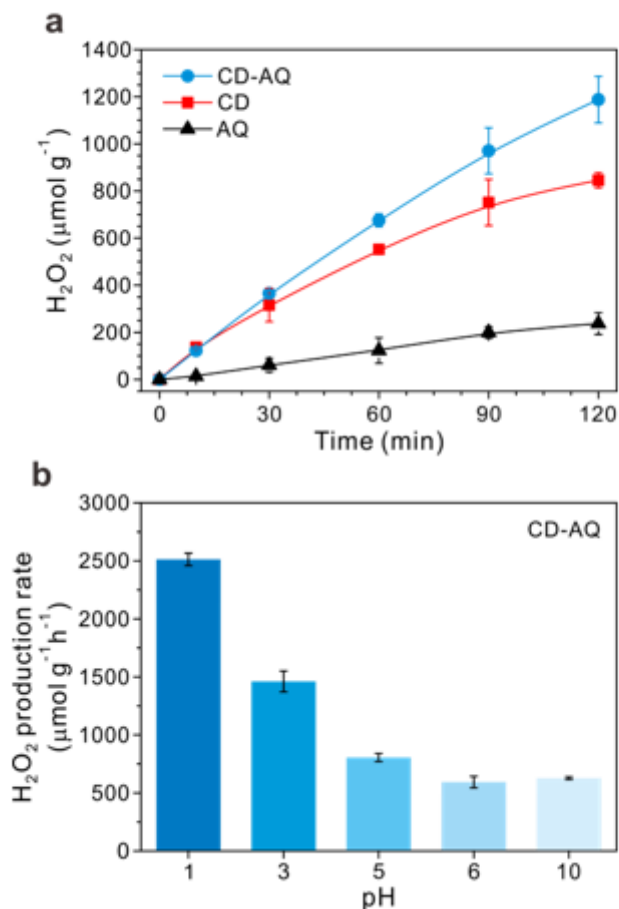 a
1400
1200
1000
800
600
400
200
0
CD-AQ
CD
AQ
H₂O₂ (μmol g⁻¹)
0 30 60 90 120
Time (min)
b
3000
2500
2000
1500
1000
500
0
CD-AQ
H₂O₂ production rate
(μmol g⁻¹h⁻¹)
1 3 5 6 10
pH